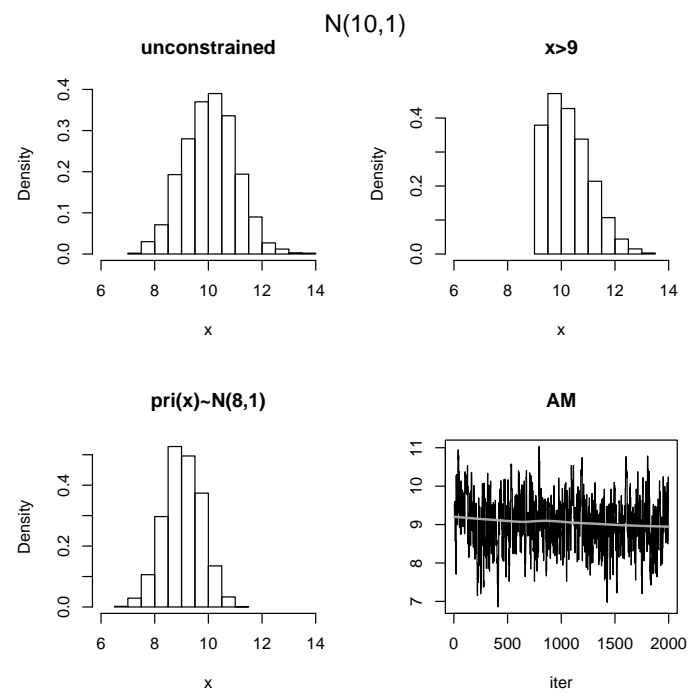 N(10,1)
unconstrained
Density
0.0 0.1 0.2 0.3 0.4
6 8 10 12 14
x
x>9
Density
0.0 0.2 0.4
6 8 10 12 14
x
pri(x)~N(8,1)
Density
0.0 0.2 0.4
6 8 10 12 14
x
AM
7 8 9 10 11
0 500 1000 1500 2000
iter